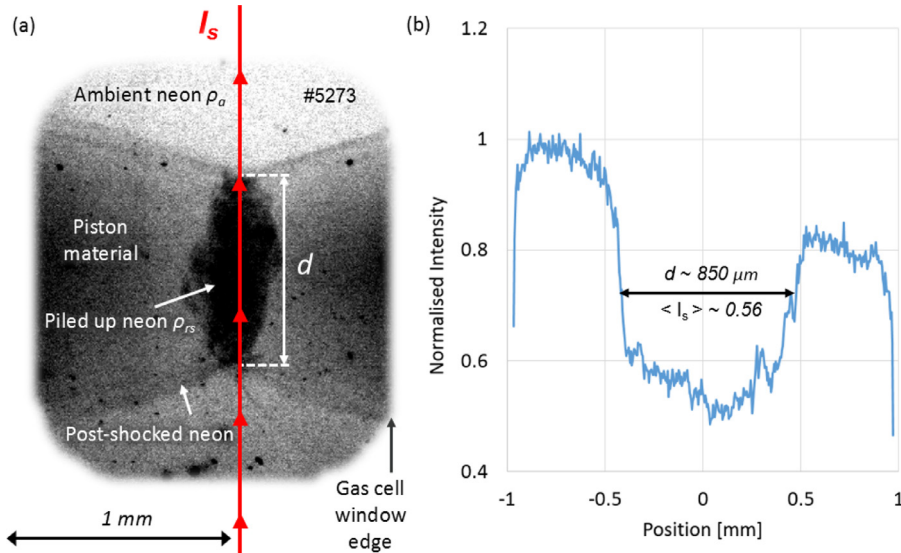 (a)
I_s
Ambient neon ρ_a
#5273
Piston
material
d
Piled up neon ρ_rs
Post-shocked neon
1 mm
Gas cell
window
edge
(b)
Normalised Intensity
1.2
1
0.8
0.6
0.4
d ~ 850 μm
< I_s > ~ 0.56
-1
-0.5
0
0.5
1
Position [mm]